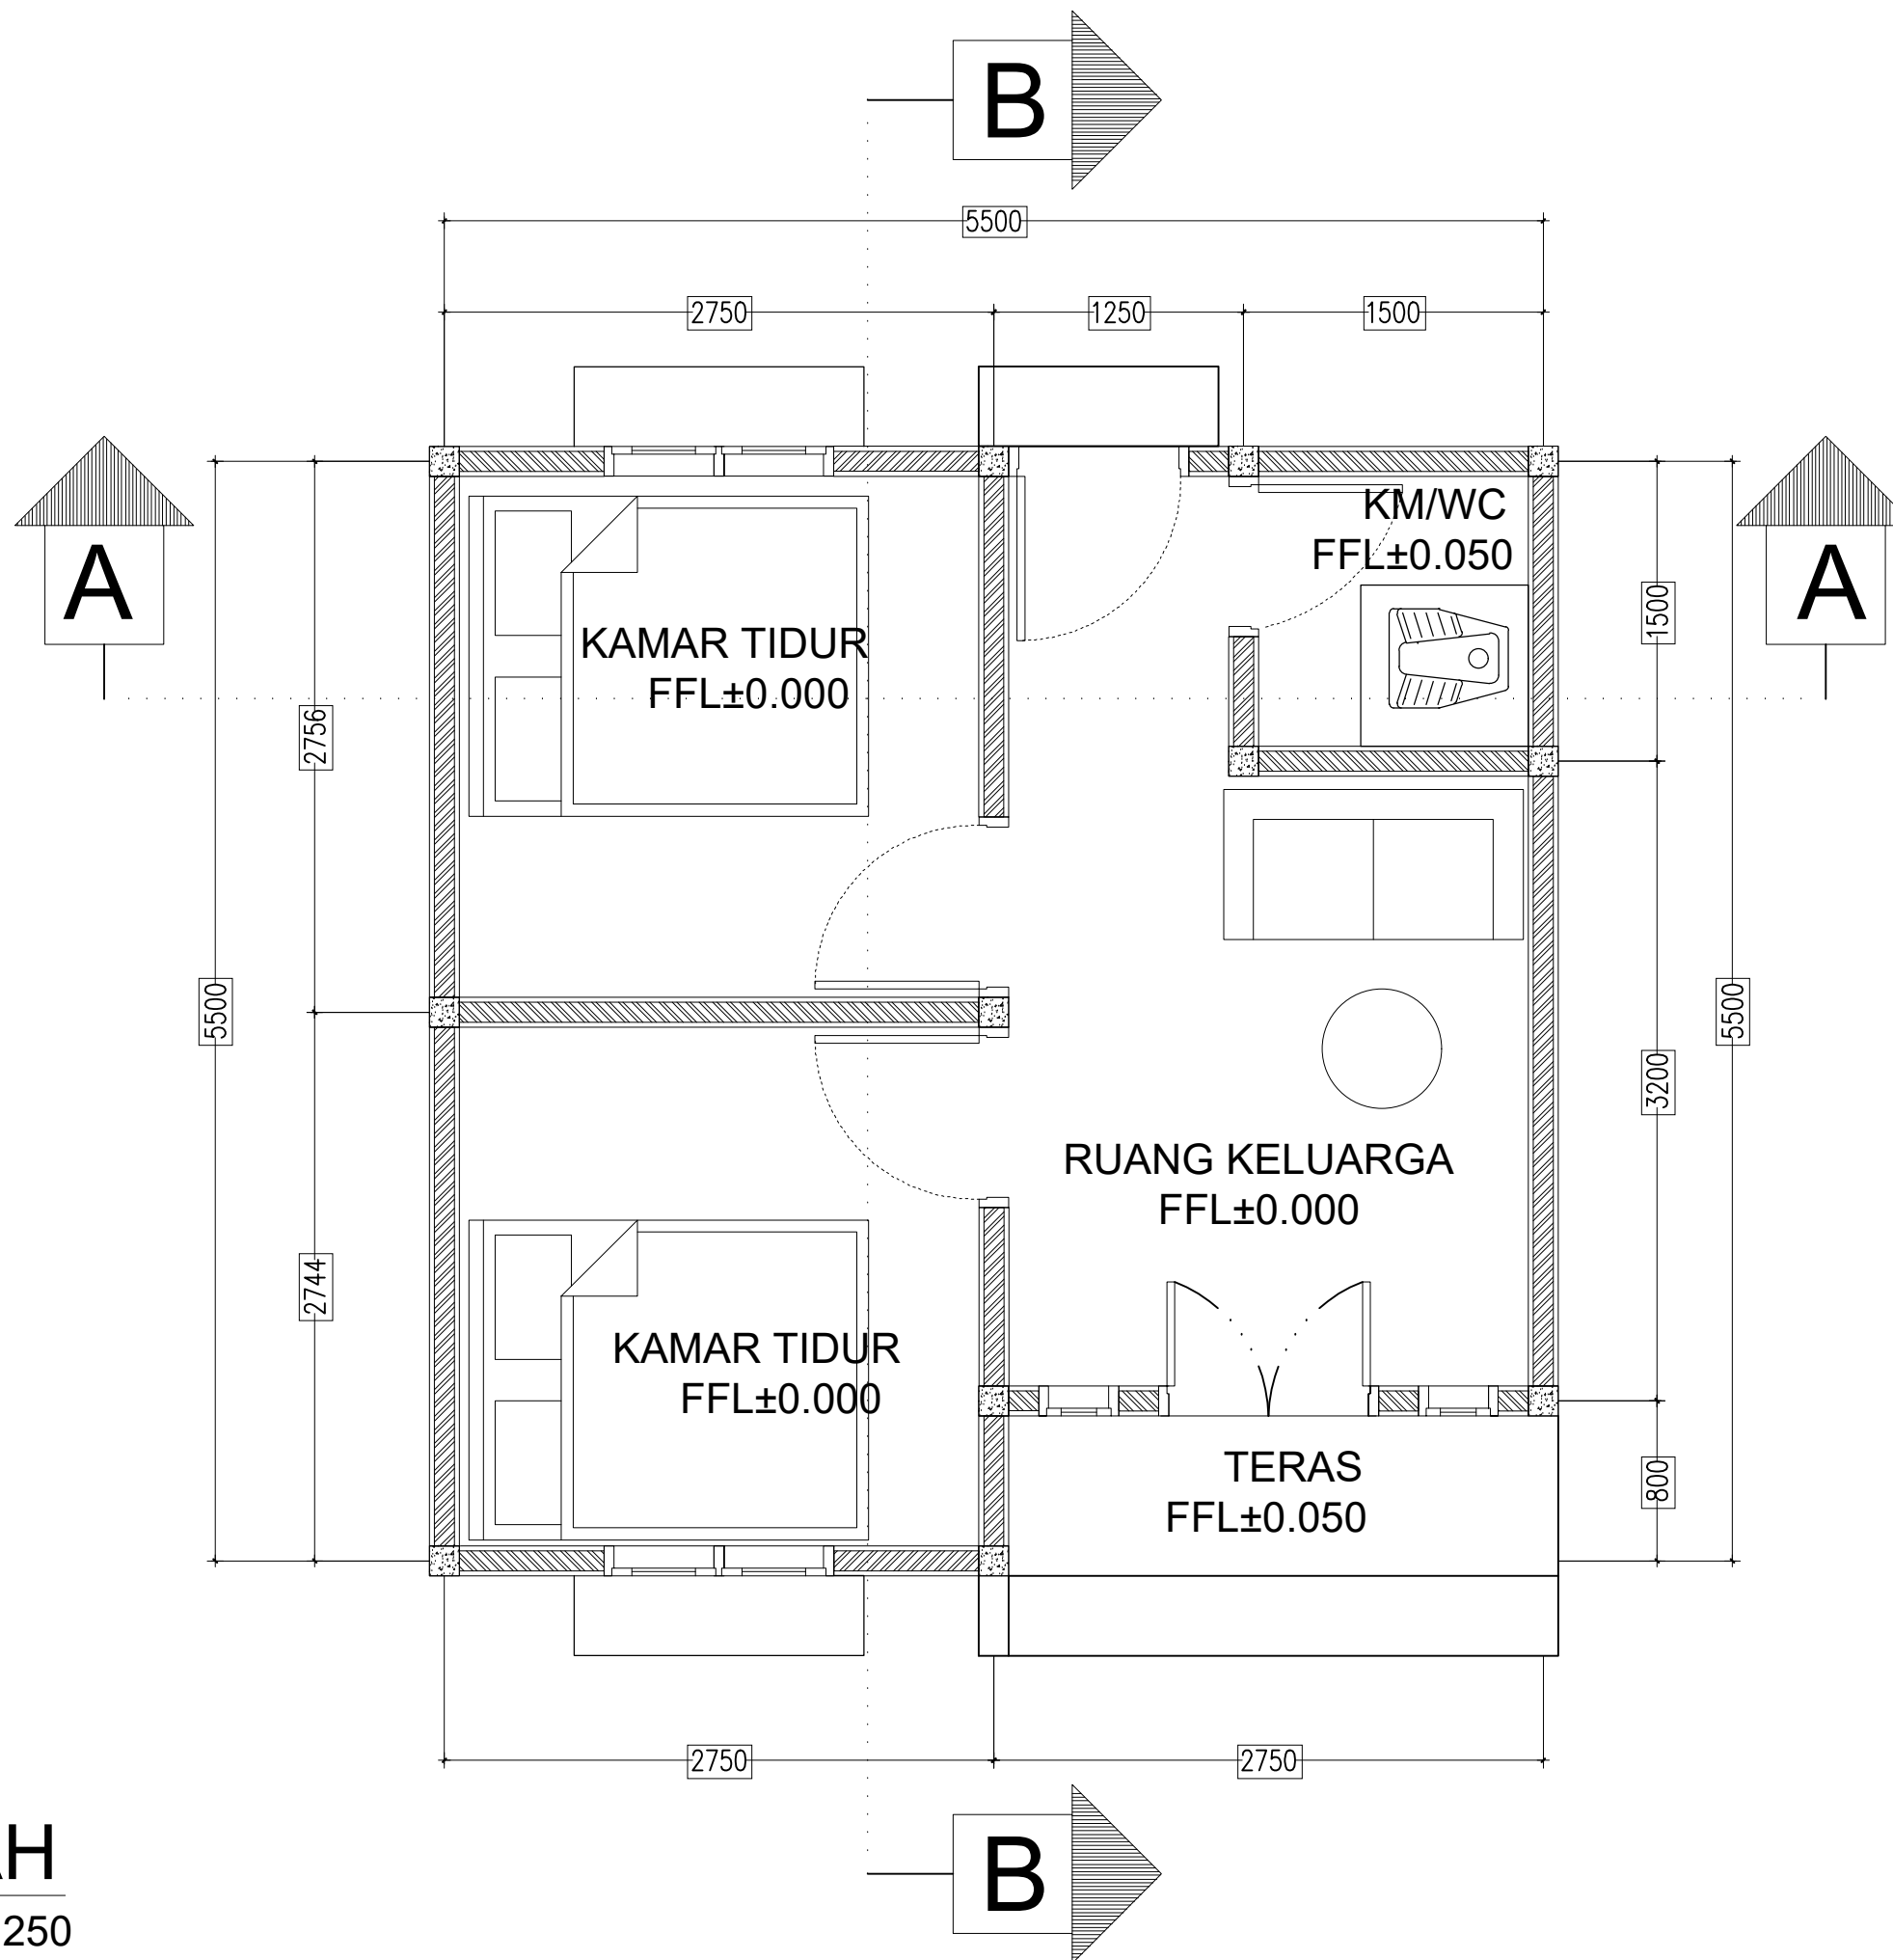 B
5500
2750
1250
1500
A
A
KM/WC
FFL±0.050
1500
KAMAR TIDUR
FFL±0.000
2756
5500
5500
3200
RUANG KELUARGA
FFL±0.000
2744
KAMAR TIDUR
FFL±0.000
TERAS
FFL±0.050
800
2750
2750
B
AH
250